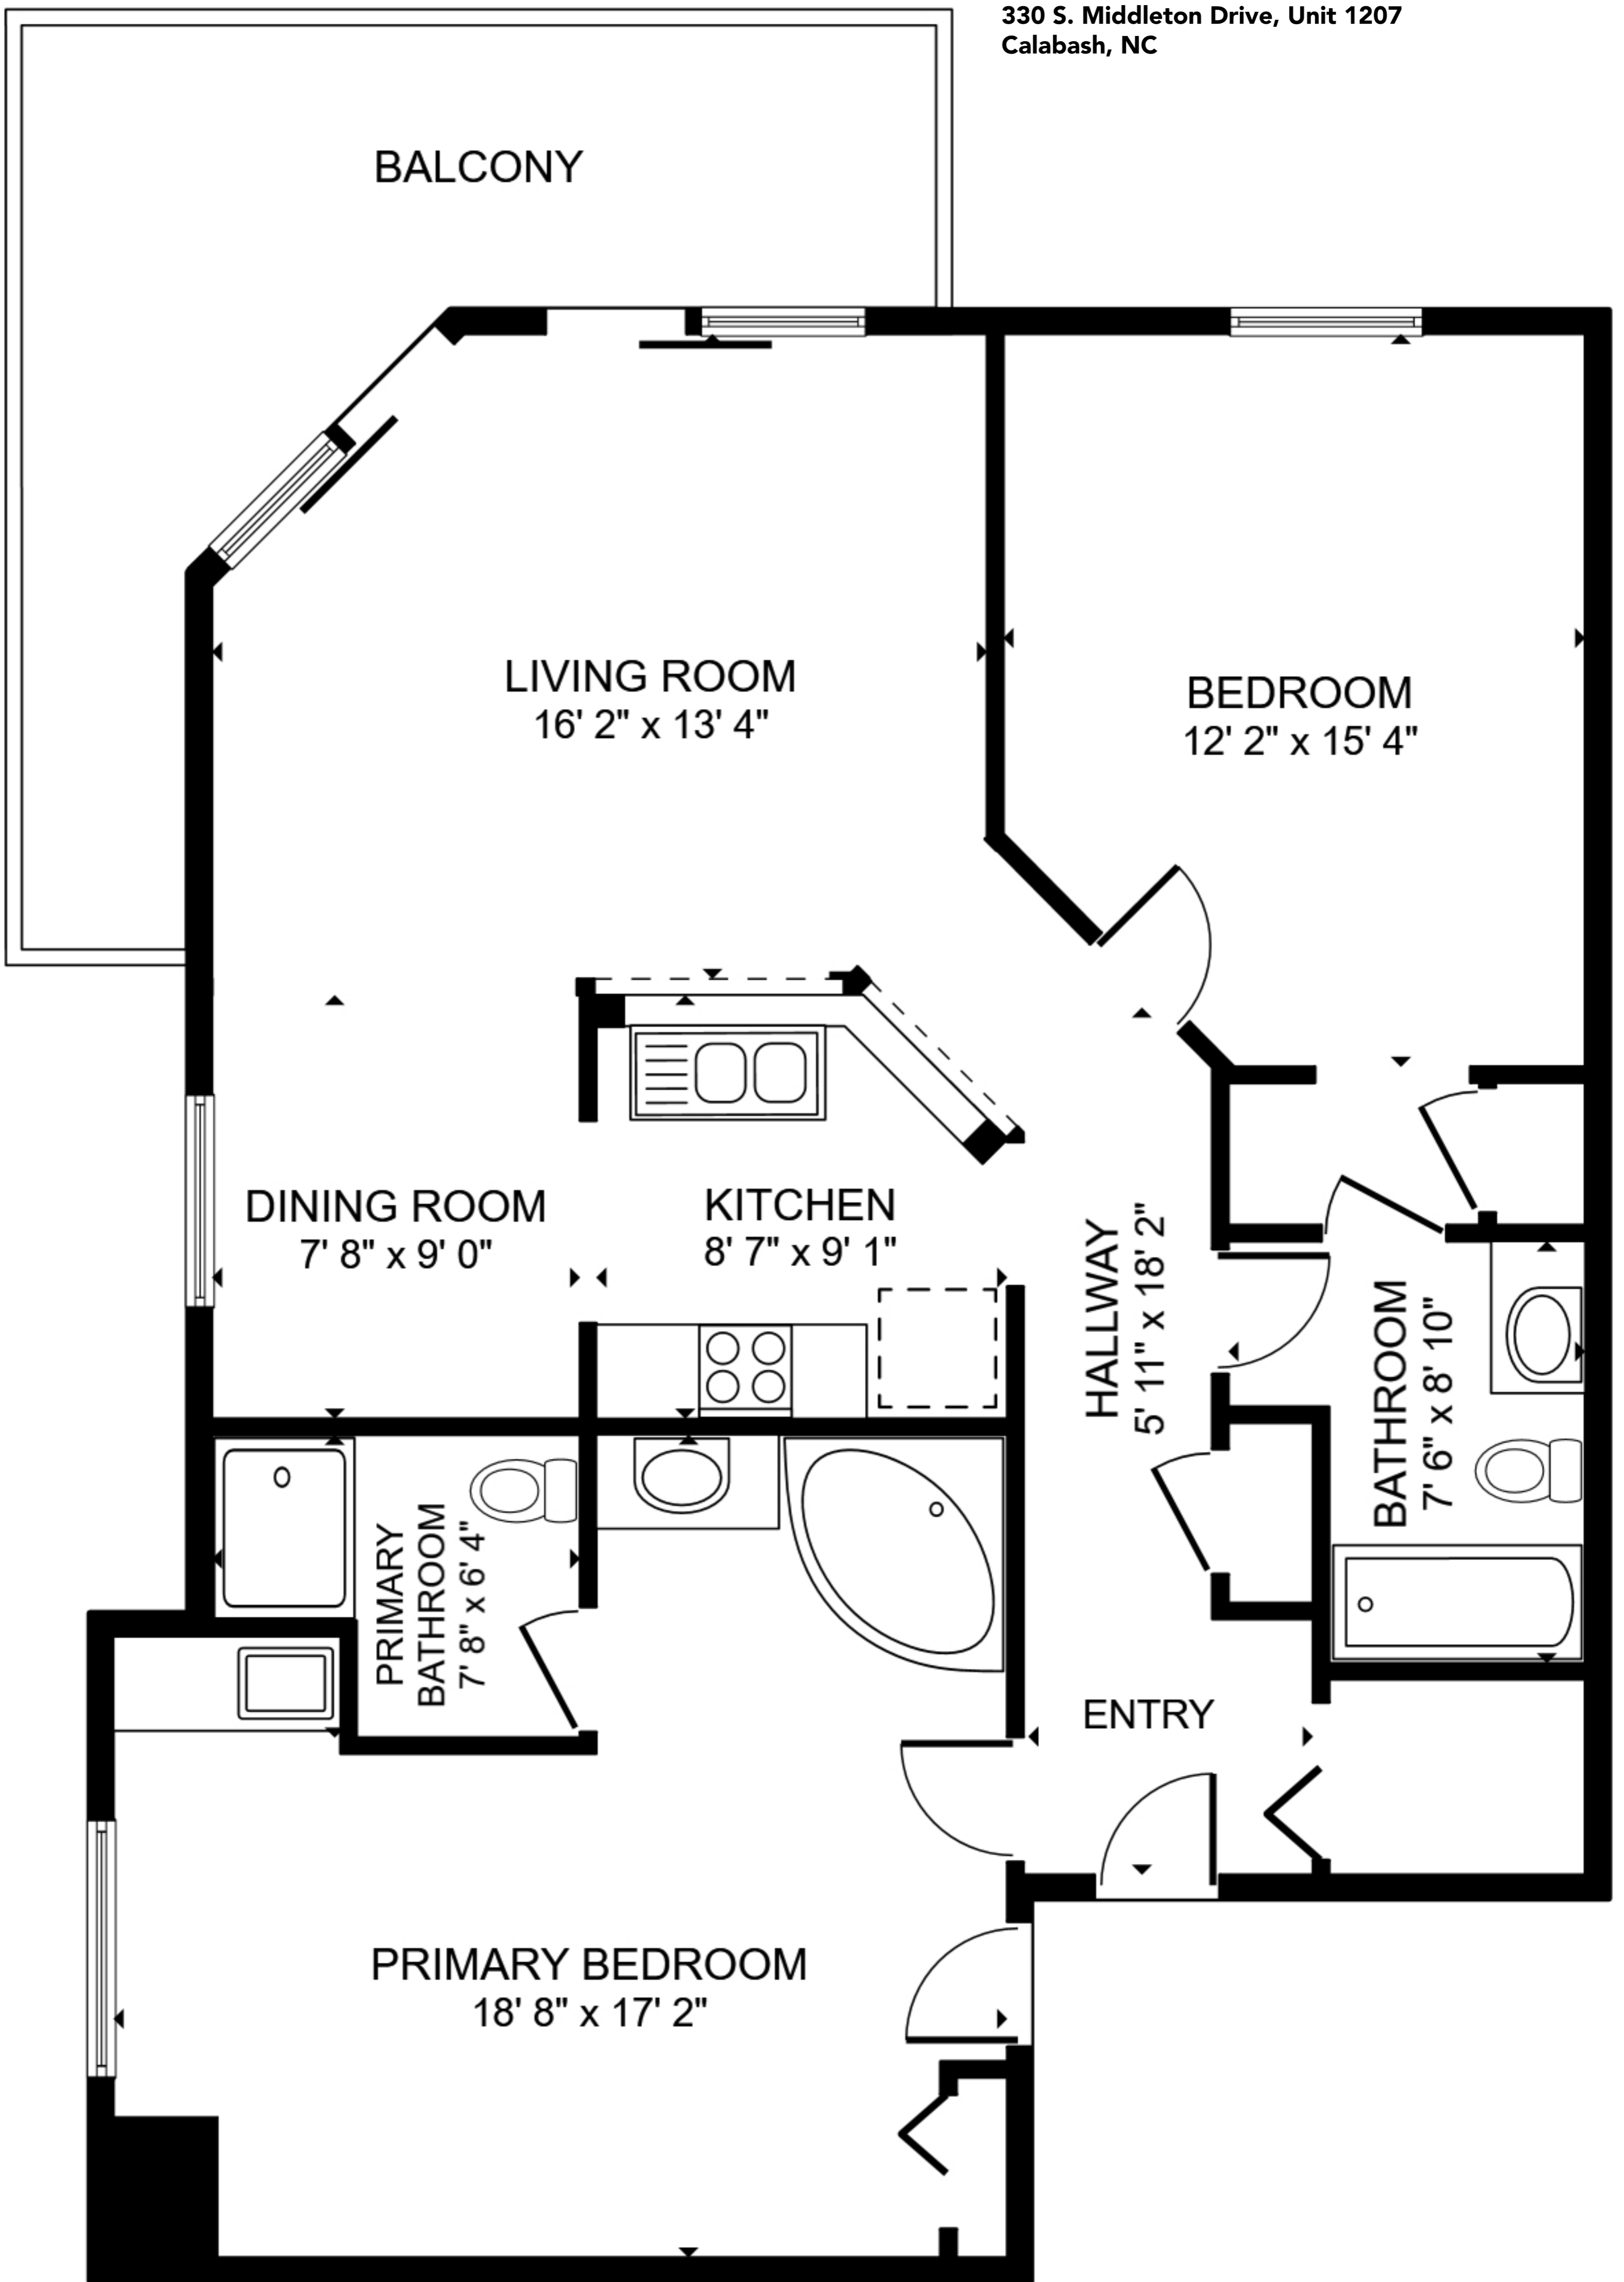 330 S. Middleton Drive, Unit 1207
Calabash, NC
BALCONY
LIVING ROOM
16' 2" x 13' 4"
BEDROOM
12' 2" x 15' 4"
DINING ROOM
7' 8" x 9' 0"
KITCHEN
8' 7" x 9' 1"
HALLWAY
5' 11" x 18' 2"
BATHROOM
7' 6" x 8' 10"
PRIMARY
BATHROOM
7' 8" x 6' 4"
ENTRY
PRIMARY BEDROOM
18' 8" x 17' 2"